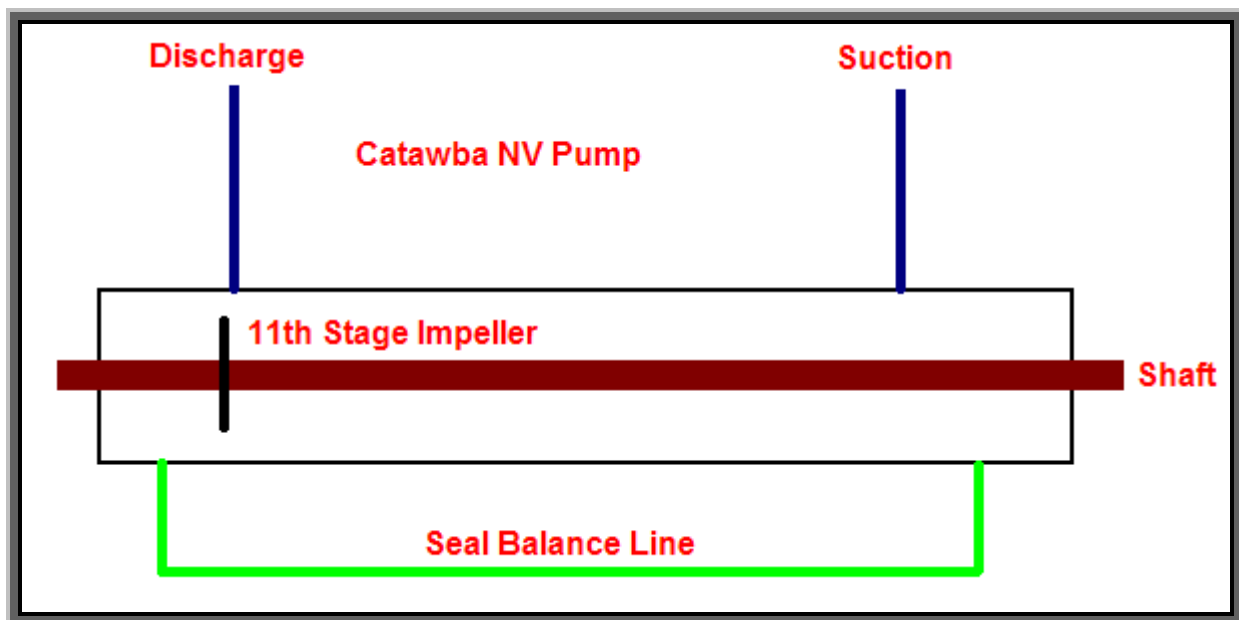 Discharge
Suction
Catawba NV Pump
11th Stage Impeller
Shaft
Seal Balance Line